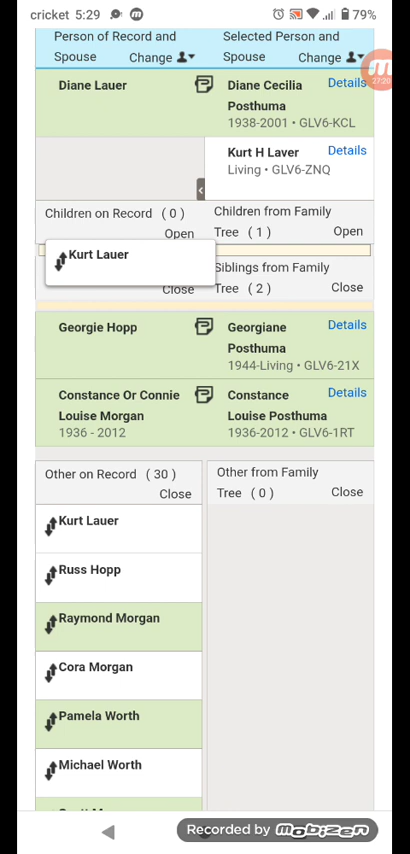 cricket 5:29
79%
Person of Record and
Spouse
Change
Selected Person and
Spouse
Change
27:20
Diane Lauer
Diane Cecilia
Posthuma
1938-2001 • GLV6-KCL
Details
Kurt H Laver
Living • GLV6-ZNQ
Details
Children on Record ( 0 )
Open
Children from Family
Tree ( 1 )
Open
Kurt Lauer
Close
Siblings from Family
Tree ( 2 )
Close
Georgie Hopp
Georgiane
Posthuma
1944-Living • GLV6-21X
Details
Constance Or Connie
Louise Morgan
1936 - 2012
Constance
Louise Posthuma
1936-2012 • GLV6-1RT
Details
Other on Record ( 30 )
Close
Other from Family
Tree ( 0 )
Close
Kurt Lauer
Russ Hopp
Raymond Morgan
Cora Morgan
Pamela Worth
Michael Worth
Recorded by mobizen